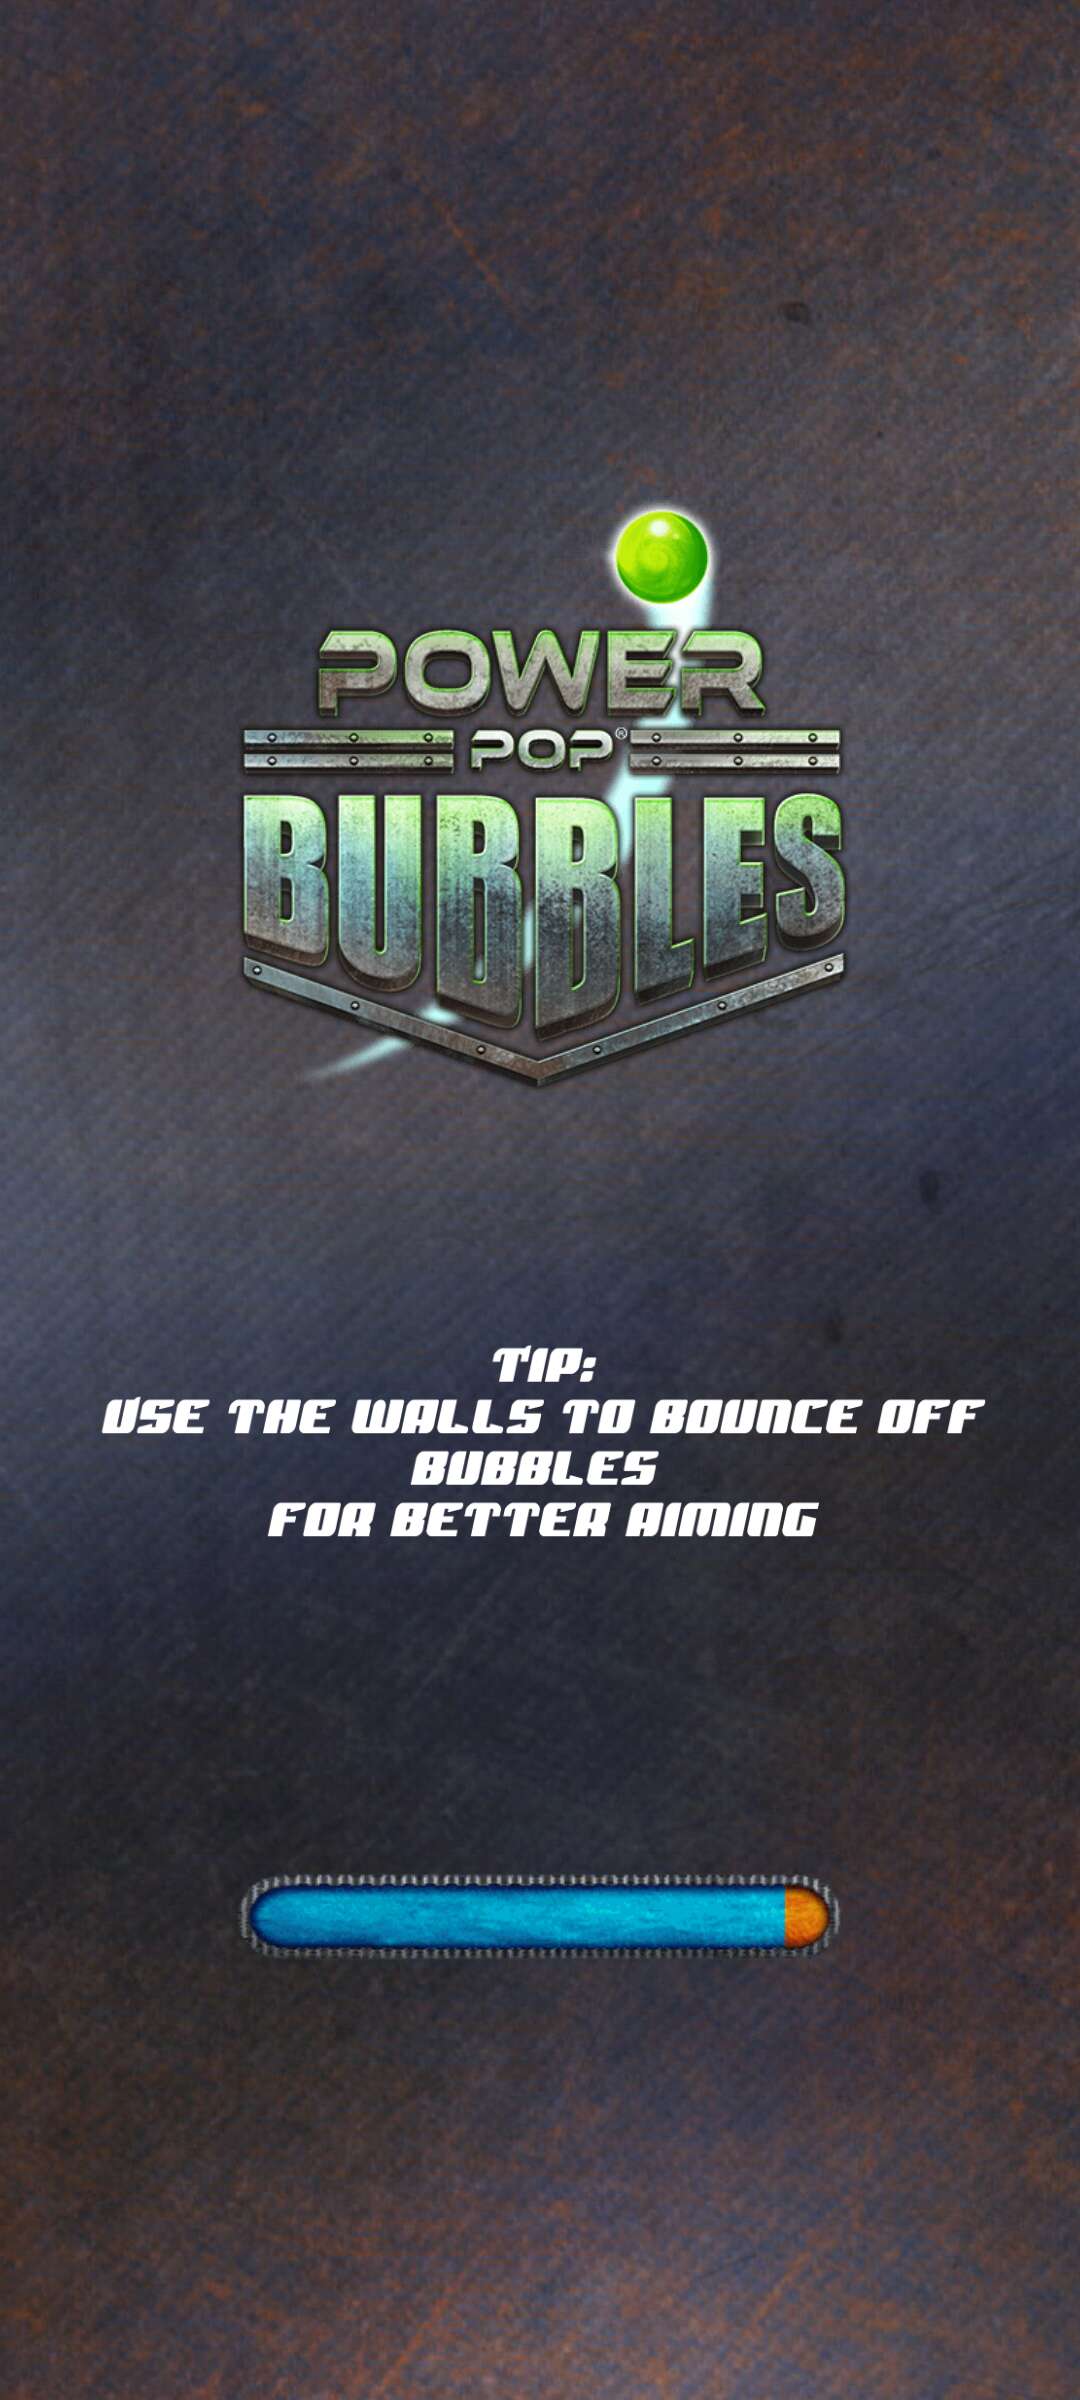 POWER
POP®
BUBBLES
TIP:
USE THE WALLS TO BOUNCE OFF
BUBBLES
FOR BETTER AIMING